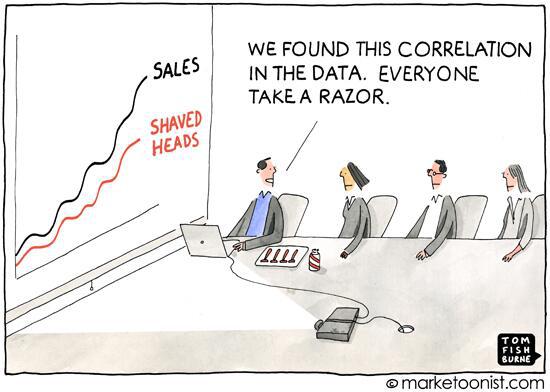 SALES
SHAVED
HEADS
WE FOUND THIS CORRELATION
IN THE DATA. EVERYONE
TAKE A RAZOR.
TOM
FISH
BURNE
© marketoonist.com